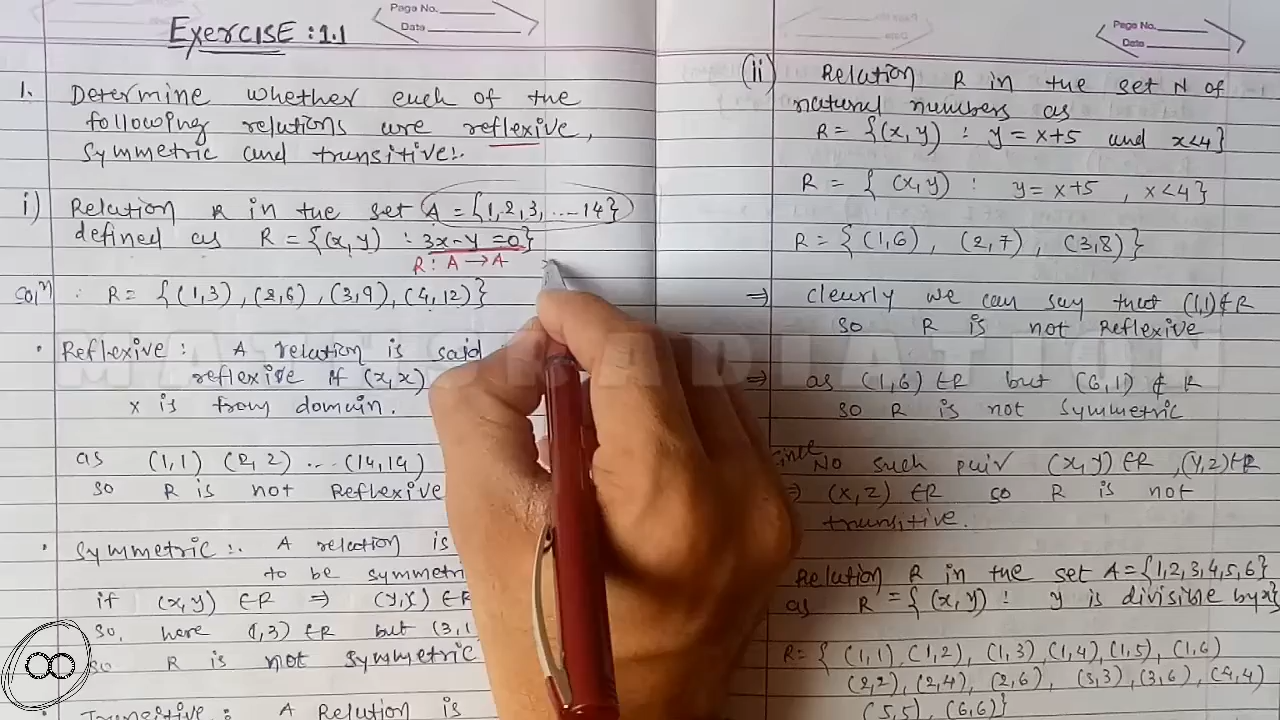 Exercise : 1.1
Page No.
Date
1. Determine whether each of the
following relations are reflexive,
symmetric and transitive:.
i) Relation R in the set A = {1,2,3,...-14}
defined as R = {(x,y) : 3x-y = 0}
R : A → A
Solⁿ : R = {(1,3), (2,6), (3,9), (4,12)}
· Reflexive : A relation is said
reflexive if (x,x)
x is from domain.
as (1,1) (2,2) ... (14,14)
so R is not Reflexive
· Symmetric :. A relation is
to be symmetri
if (x,y) ∈R ⇒ (y,x) ∈R
so, here (1,3) ∈R but (3,1
so R is not symmetric
A Relation is
Page No.
Date
(ii) Relation R in the set N of
natural numbers as
R = {(x,y) : y = x+5 and x<4}
R = { (x,y) : y = x+5 , x<4}
R = { (1,6) , (2,7) , (3,8)}
⇒ clearly we can say that (1,1)∉R
so R is not Reflexive
⇒ as (1,6) ∈R but (6,1) ∉ R
so R is not symmetric
No such pair (x,y) ∈R , (y,z)∈R
⇒ (x,z) ∈R so R is not
transitive.
Relation R in the set A = {1,2,3,4,5,6}
as R = { (x,y) : y is divisible by x}
R = { (1,1), (1,2), (1,3), (1,4), (1,5), (1,6)
(2,2), (2,4), (2,6), (3,3), (3,6), (4,4)
(5,5), (6,6)}